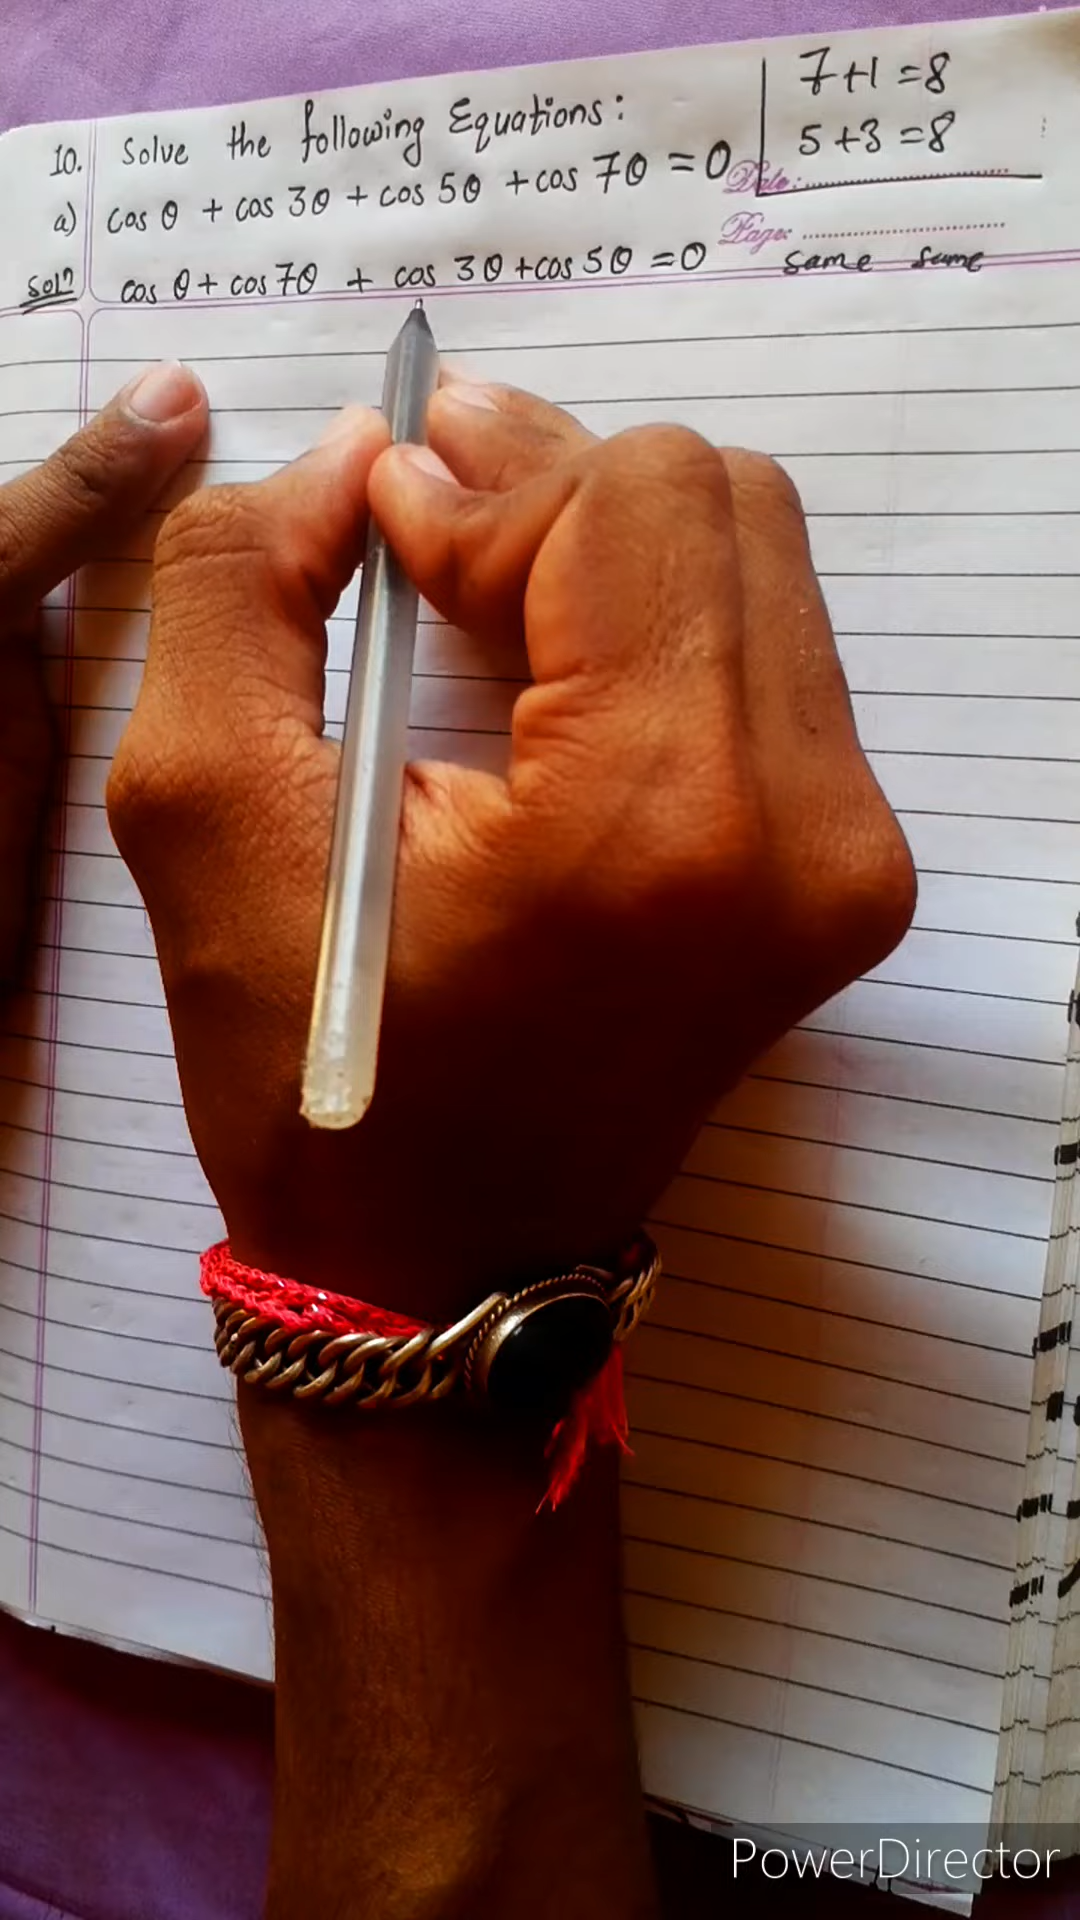 10. Solve the following Equations:
a) cos θ + cos 3θ + cos 5θ + cos 7θ = 0
7+1 =8
5+3 =8
Date:
Page:
Solⁿ cos θ + cos 7θ + cos 3θ + cos 5θ = 0
same same
PowerDirector